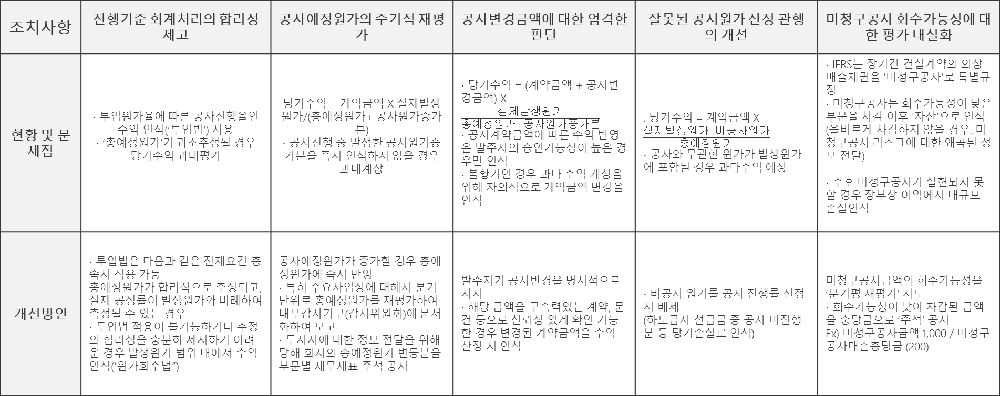 조치사항
진행기준 회계처리의 합리성
제고
공사예정원가의 주기적 재평
가
공사변경금액에 대한 엄격한
판단
잘못된 공시원가 산정 관행
의 개선
미청구공사 회수가능성에 대
한 평가 내실화
현황 및 문
제점
· 투입원가율에 따른 공사진행율인
수익 인식(‘투입법’) 사용
· ‘총예정원가’가 과소추정될 경우
당기수익 과대평가
당기수익 = 계약금액 X 실제발생
원가/(총예정원가+ 공사원가증가
분)
· 공사진행 중 발생한 공사원가증
가분을 즉시 인식하지 않을 경우
과대계상
· 당기수익 = (계약금액 + 공사변
경금액) X
실제발생원가
총예정원가+공사원가증가분
· 공사계약금액에 따른 수익 반영
은 발주자의 승인가능성이 높은 경
우만 인식
· 불황기인 경우 과다 수익 계상을
위해 자의적으로 계약금액 변경을
인식
. 당기수익 = 계약금액 X
실제발생원가-비공사원가
총예정원가
· 공사와 무관한 원가가 발생원가
에 포함될 경우 과다수익 예상
· IFRS는 장기간 건설계약의 외상
매출채권을 ‘미청구공사’로 특별규
정
· 미청구공사는 회수가능성이 낮은
부문을 차감 이후 ‘자산’으로 인식
(올바르게 차감하지 않을 경우, 미
청구공사 리스크에 대한 왜곡된 정
보 전달)
· 추후 미청구공사가 실현되지 못
할 경우 장부상 이익에서 대규모
손실인식
개선방안
· 투입법은 다음과 같은 전제요건 충
족시 적용 가능
총예정원가가 합리적으로 추정되고,
실제 공정률이 발생원가와 비례하여
측정될 수 있는 경우
· 투입법 적용이 불가능하거나 추정
의 합리성을 충분히 제시하기 어려
운 경우 발생원가 범위 내에서 수익
인식(‘원가회수법”)
공사예정원가가 증가할 경우 총예
정원가에 즉시 반영
· 특히 주요사업장에 대해서 분기
단위로 총예정원가를 재평가하여
내부감사기구(감사위원회)에 문서
화하여 보고
· 투자자에 대한 정보 전달을 위해
당해 회사의 총예정원가 변동분을
부문별 재무제표 주석 공시
발주자가 공사변경을 명시적으로
지시
· 해당 금액을 구속력있는 계약, 문
건 등으로 신뢰성 있게 확인 가능
한 경우 변경된 계약금액을 수익
산정 시 인식
· 비공사 원가를 공사 진행률 산정
시 배제
(하도급자 선급금 중 공사 미진행
분 등 당기손실로 인식)
미청구공사금액의 회수가능성을
‘분기평 재평가’ 지도
· 회수가능성이 낮아 차감된 금액
을 충당금으로 ‘주석’ 공시
Ex) 미청구공사금액 1,000 / 미청구
공사대손충당금 (200)